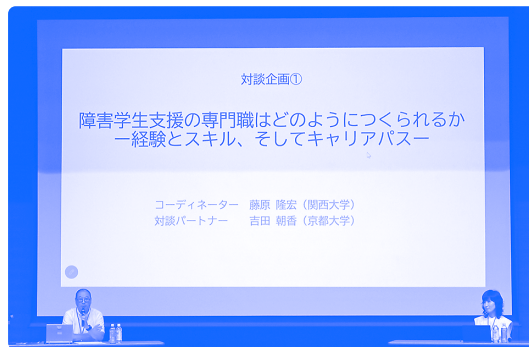 対談企画①
障害学生支援の専門職はどのようにつくられるか
ー経験とスキル、そしてキャリアパスー
コーディネーター 藤原 隆宏（関西大学）
対談パートナー 吉田 朝香（京都大学）